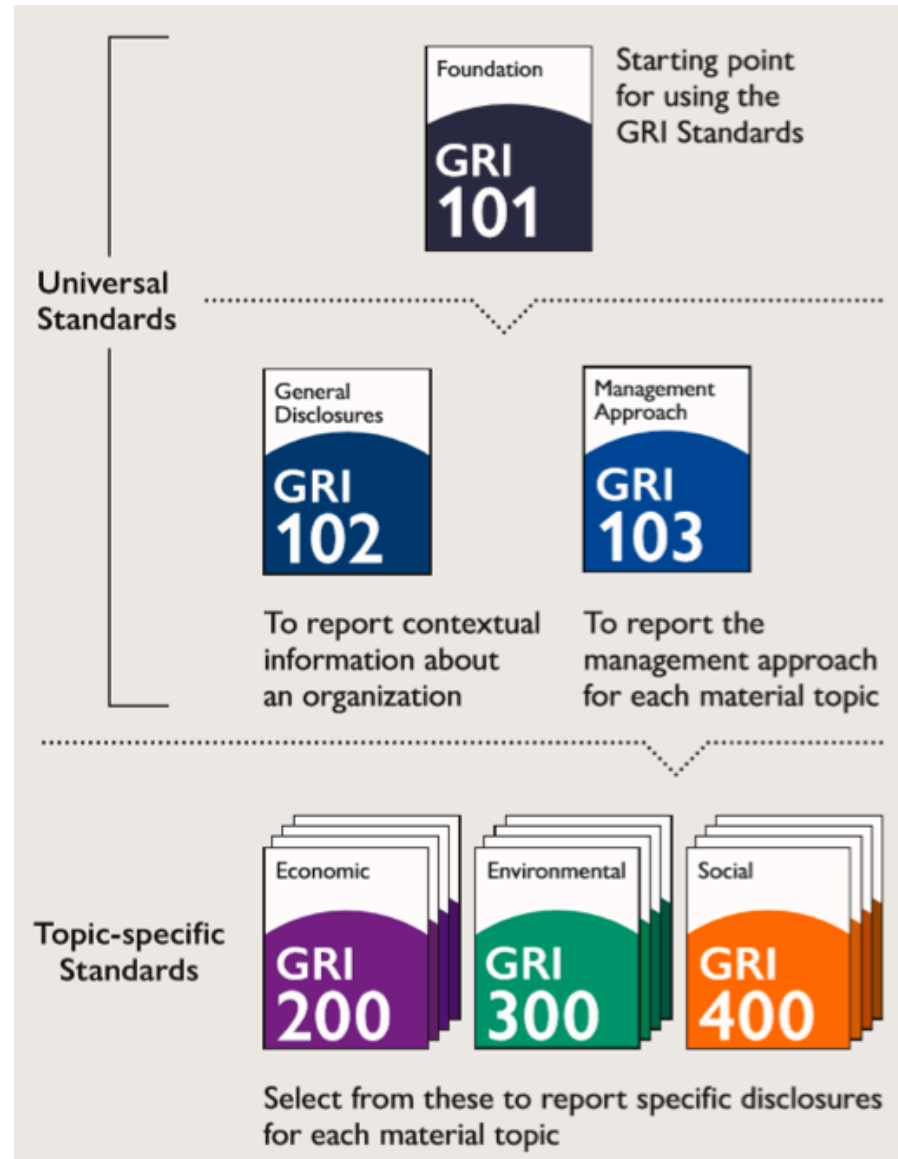 Foundation
GRI
101
Starting point
for using the
GRI Standards
Universal
Standards
General
Disclosures
GRI
102
Management
Approach
GRI
103
To report contextual
information about
an organization
To report the
management approach
for each material topic
Topic-specific
Standards
Economic
GRI
200
Environmental
GRI
300
Social
GRI
400
Select from these to report specific disclosures
for each material topic